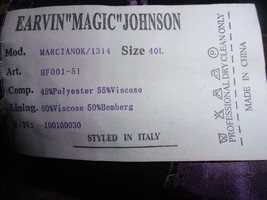 EARVIN"MAGIC"JOHNSON
Mod. MARCIANOK/1314 Size 40L
Art. HF001-51
Comp. 45%Polyester 55%Viscose
Lining. 60%Viscose 50%Bemberg
100100030
STYLED IN ITALY
PROFESSIONAL DRY CLEAN ONLY
MADE IN CHINA